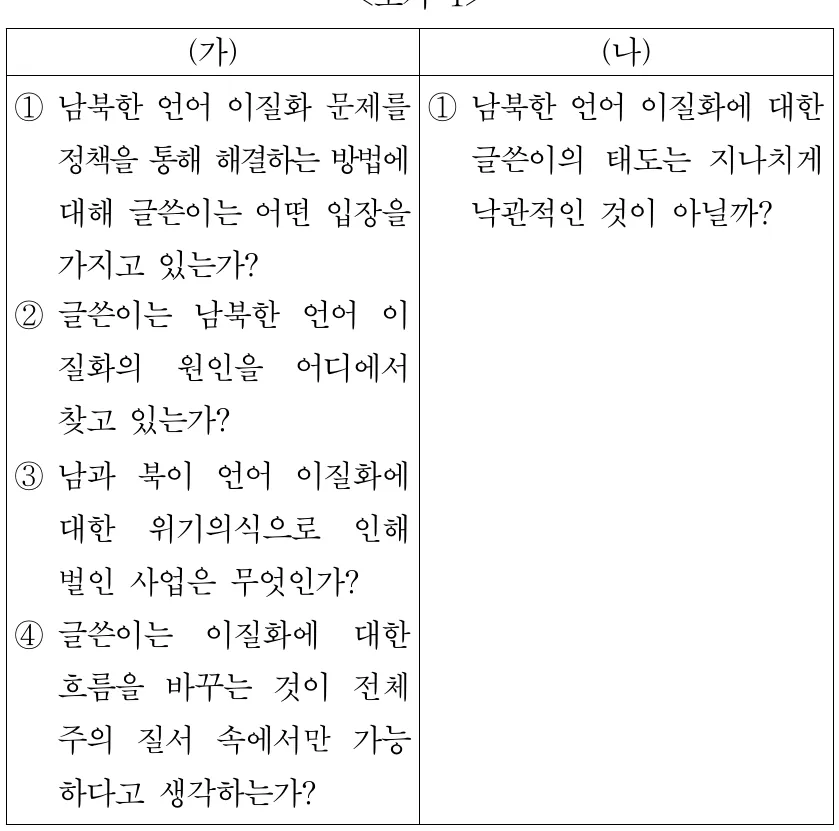 (가)
(나)
① 남북한 언어 이질화 문제를
정책을 통해 해결하는 방법에
대해 글쓴이는 어떤 입장을
가지고 있는가?
② 글쓴이는 남북한 언어 이
질화의 원인을 어디에서
찾고 있는가?
③ 남과 북이 언어 이질화에
대한 위기의식으로 인해
벌인 사업은 무엇인가?
④ 글쓴이는 이질화에 대한
흐름을 바꾸는 것이 전체
주의 질서 속에서만 가능
하다고 생각하는가?
① 남북한 언어 이질화에 대한
글쓴이의 태도는 지나치게
낙관적인 것이 아닐까?